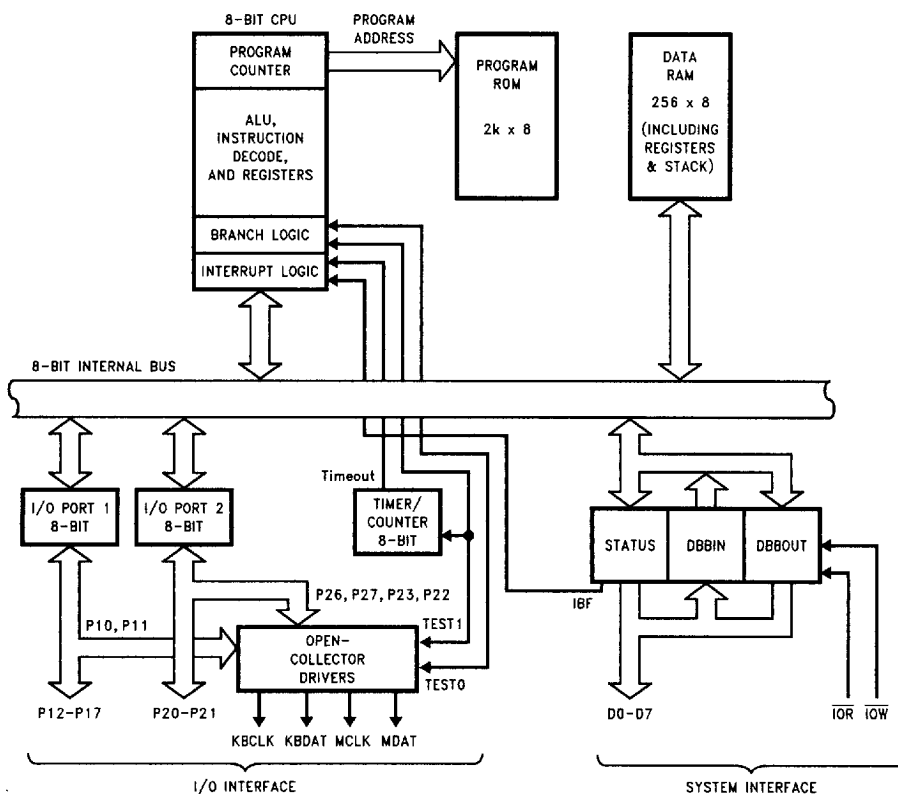 8-BIT CPU
PROGRAM
COUNTER
ALU,
INSTRUCTION
DECODE,
AND REGISTERS
BRANCH LOGIC
INTERRUPT LOGIC
PROGRAM
ADDRESS
PROGRAM
ROM
2k x 8
DATA
RAM
256 x 8
(INCLUDING
REGISTERS
& STACK)
8-BIT INTERNAL BUS
I/O PORT 1
8-BIT
I/O PORT 2
8-BIT
Timeout
TIMER/
COUNTER
8-BIT
STATUS
DBBIN
DBBOUT
IBF
P26, P27, P23, P22
P10, P11
TEST1
OPEN-
COLLECTOR
DRIVERS
TEST0
P12-P17
P20-P21
KBCLK KBDAT MCLK MDAT
D0-D7
IOR IOW
I/O INTERFACE
SYSTEM INTERFACE